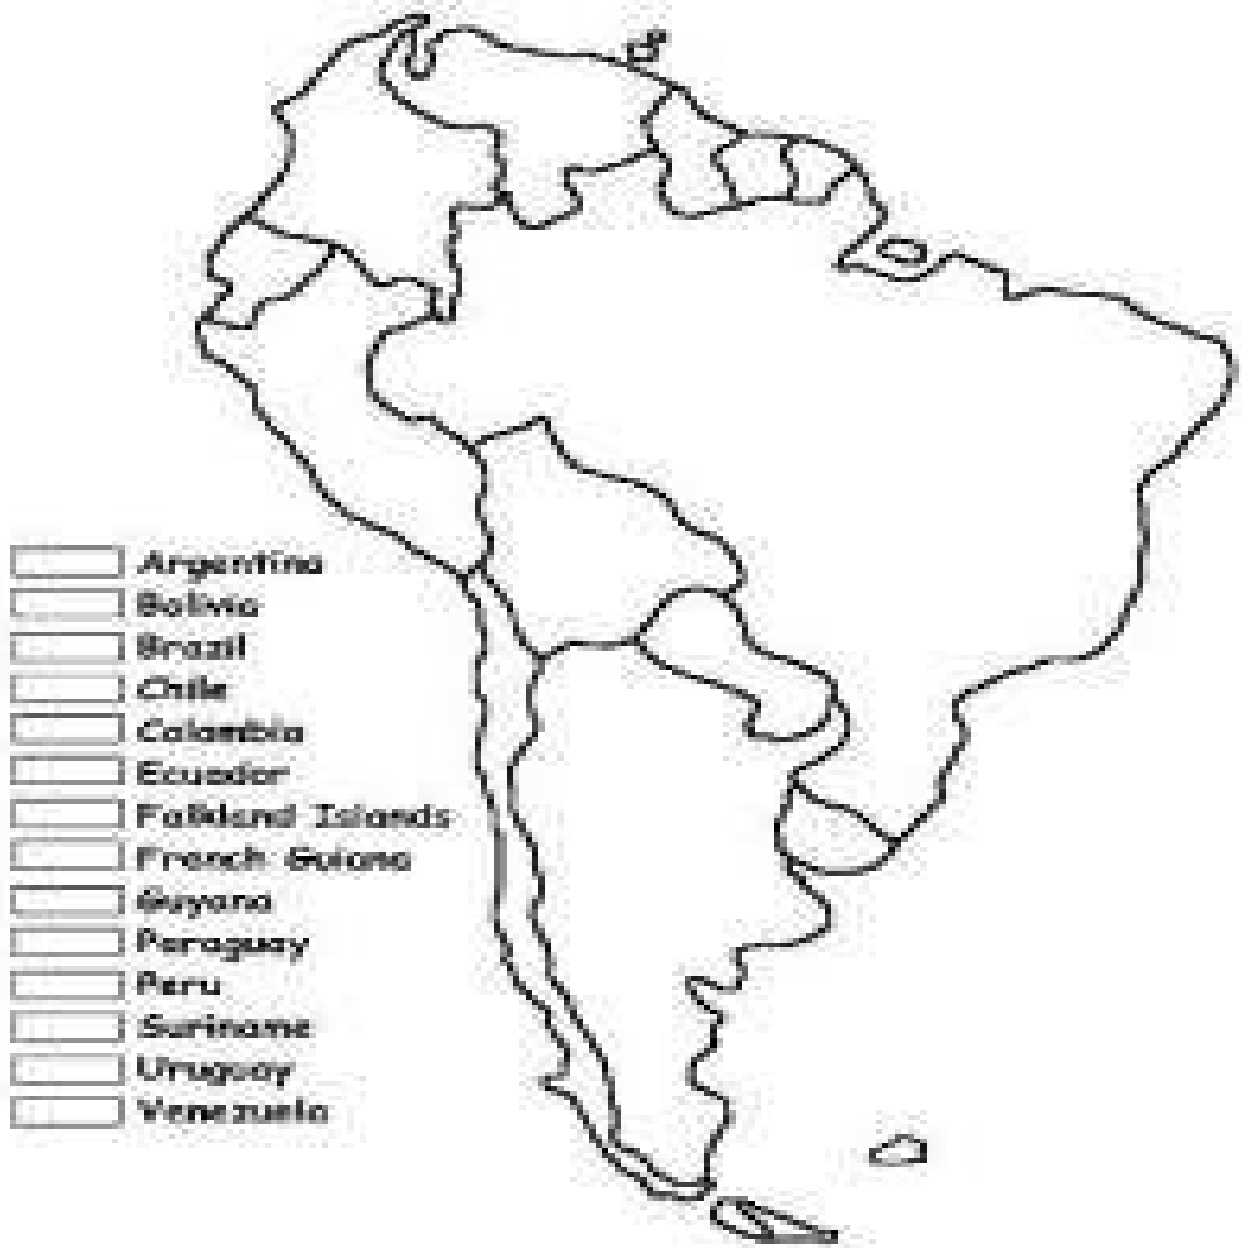 Argentina
Bolivia
Brazil
Chile
Colombia
Ecuador
Falkland Islands
French Guiana
Guyana
Paraguay
Peru
Suriname
Uruguay
Venezuela